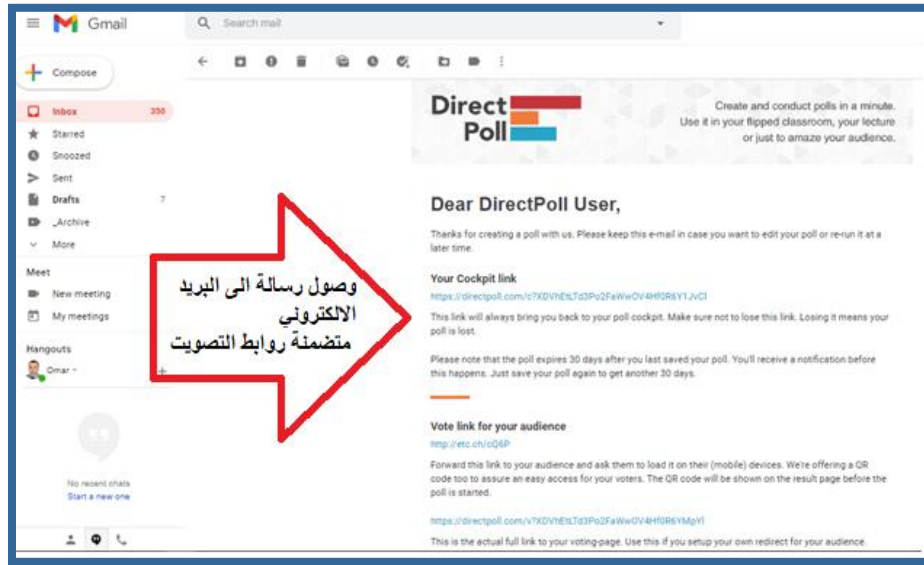 Gmail
Search mail
Compose
Inbox 350
Starred
Snoozed
Sent
Drafts 7
_Archive
More
Meet
New meeting
My meetings
Hangouts
Omar
No recent chats
Start a new one
وصول رسالة الى البريد
الالكتروني
متضمنة روابط التصويت
Direct
Poll
Create and conduct polls in a minute.
Use it in your flipped classroom, your lecture
or just to amaze your audience.
Dear DirectPoll User,
Thanks for creating a poll with us. Please keep this e-mail in case you want to edit your poll or re-run it at a
later time.
Your Cockpit link
https://directpoll.com/
This link will always bring you back to your poll cockpit. Make sure not to lose this link. Losing it means your
poll is lost.
Please note that the poll expires 30 days after you last saved your poll. You'll receive a notification before
this happens. Just save your poll again to get another 30 days.
Vote link for your audience
http://etc.ch/cQ6P
Forward this link to your audience and ask them to load it on their (mobile) devices. We're offering a QR
code too to assure an easy access for your voters. The QR code will be shown on the result page before the
poll is started.
https://directpoll.com/
This is the actual full link to your voting-page. Use this if you setup your own redirect for your audience.